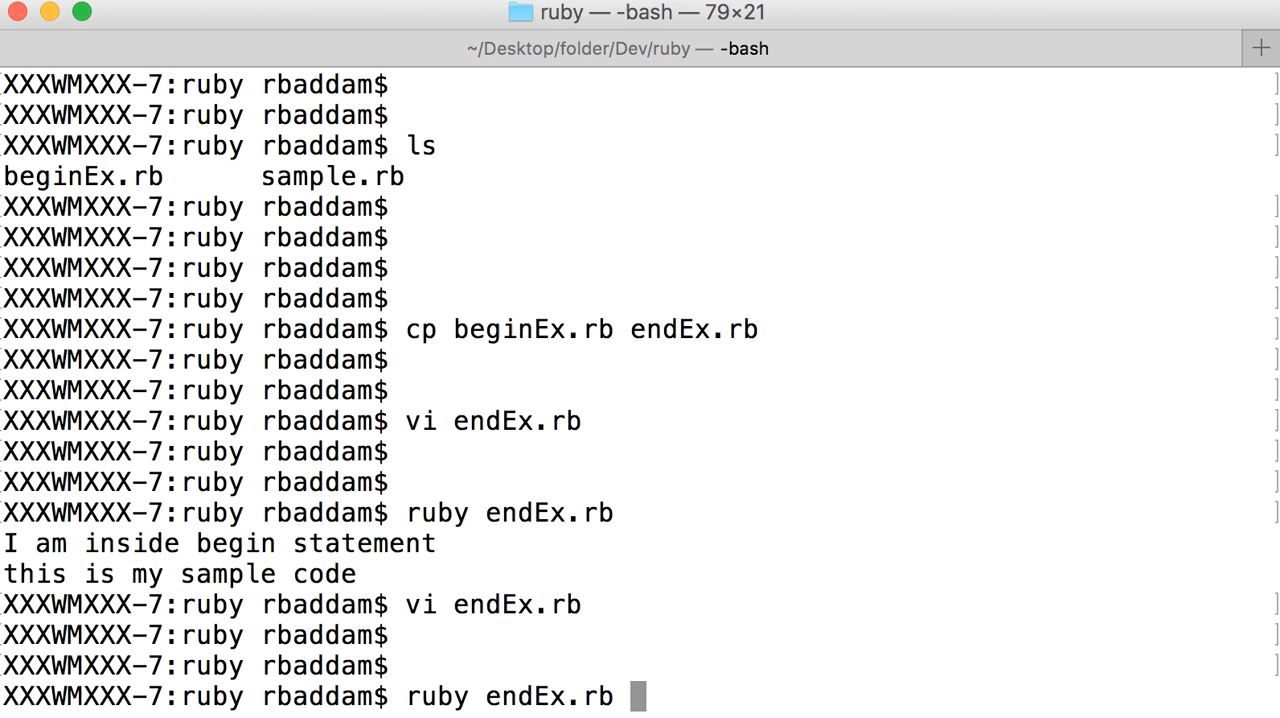 ruby — -bash — 79×21
~/Desktop/folder/Dev/ruby — -bash +
XXXWMXXX-7:ruby rbaddam$
XXXWMXXX-7:ruby rbaddam$
XXXWMXXX-7:ruby rbaddam$ ls
beginEx.rb sample.rb
XXXWMXXX-7:ruby rbaddam$
XXXWMXXX-7:ruby rbaddam$
XXXWMXXX-7:ruby rbaddam$
XXXWMXXX-7:ruby rbaddam$
XXXWMXXX-7:ruby rbaddam$ cp beginEx.rb endEx.rb
XXXWMXXX-7:ruby rbaddam$
XXXWMXXX-7:ruby rbaddam$
XXXWMXXX-7:ruby rbaddam$ vi endEx.rb
XXXWMXXX-7:ruby rbaddam$
XXXWMXXX-7:ruby rbaddam$
XXXWMXXX-7:ruby rbaddam$ ruby endEx.rb
I am inside begin statement
this is my sample code
XXXWMXXX-7:ruby rbaddam$ vi endEx.rb
XXXWMXXX-7:ruby rbaddam$
XXXWMXXX-7:ruby rbaddam$
XXXWMXXX-7:ruby rbaddam$ ruby endEx.rb